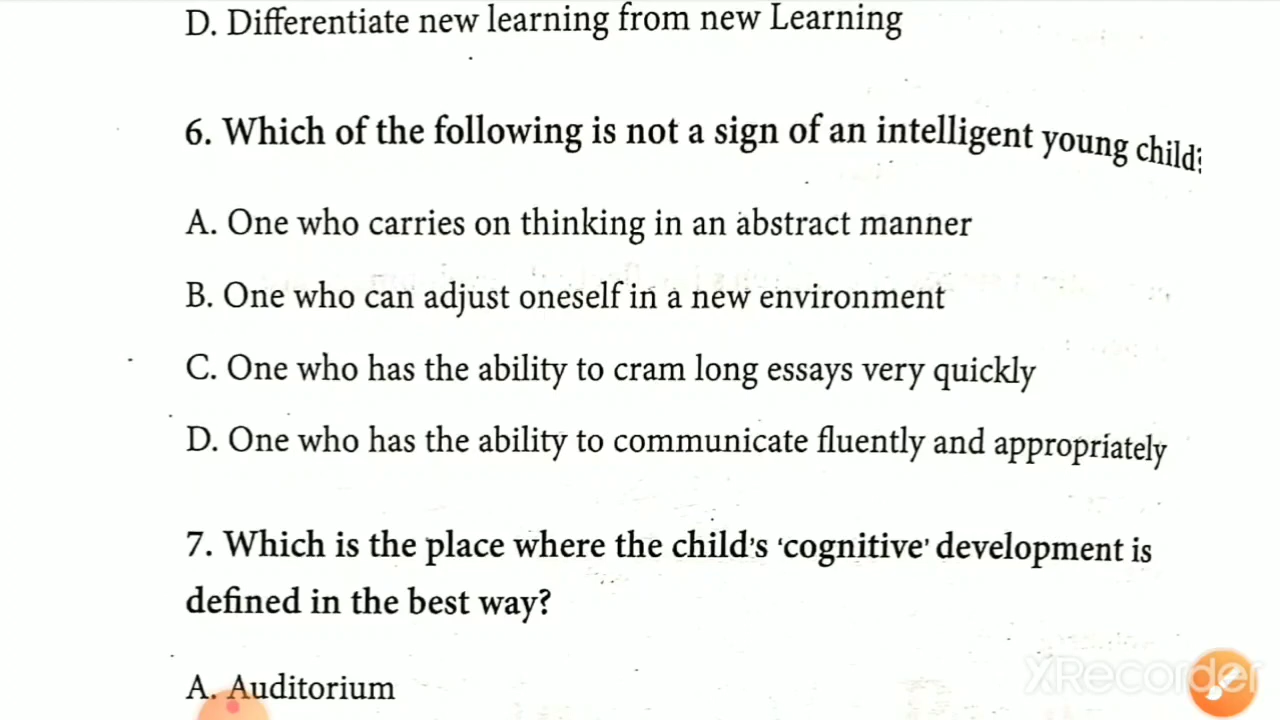 D. Differentiate new learning from new Learning
6. Which of the following is not a sign of an intelligent young child?
A. One who carries on thinking in an abstract manner
B. One who can adjust oneself in a new environment
C. One who has the ability to cram long essays very quickly
D. One who has the ability to communicate fluently and appropriately
7. Which is the place where the child's 'cognitive' development is
defined in the best way?
A. Auditorium
XRecorder